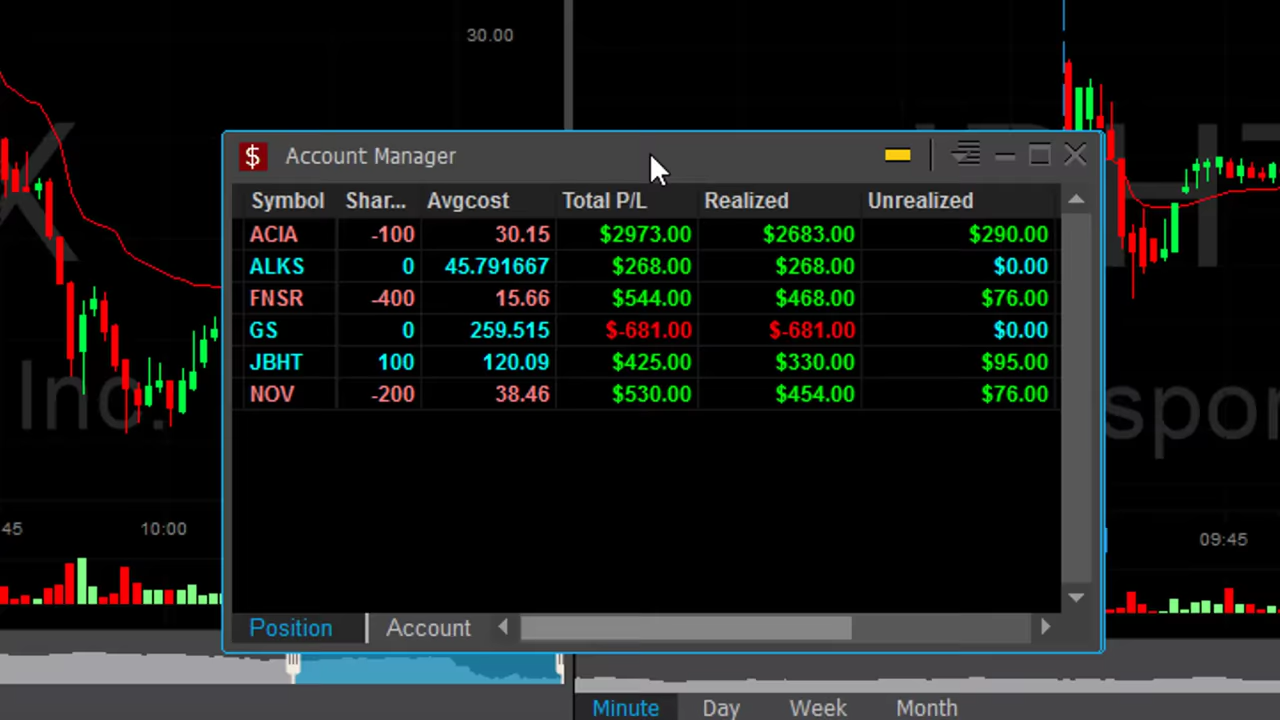 30.00
$ Account Manager
Symbol Shar... Avgcost Total P/L Realized Unrealized
ACIA -100 30.15 $2973.00 $2683.00 $290.00
ALKS 0 45.791667 $268.00 $268.00 $0.00
FNSR -400 15.66 $544.00 $468.00 $76.00
GS 0 259.515 $-681.00 $-681.00 $0.00
JBHT 100 120.09 $425.00 $330.00 $95.00
NOV -200 38.46 $530.00 $454.00 $76.00
Inc.
spor
45 10:00
09:45
Position Account
Minute Day Week Month